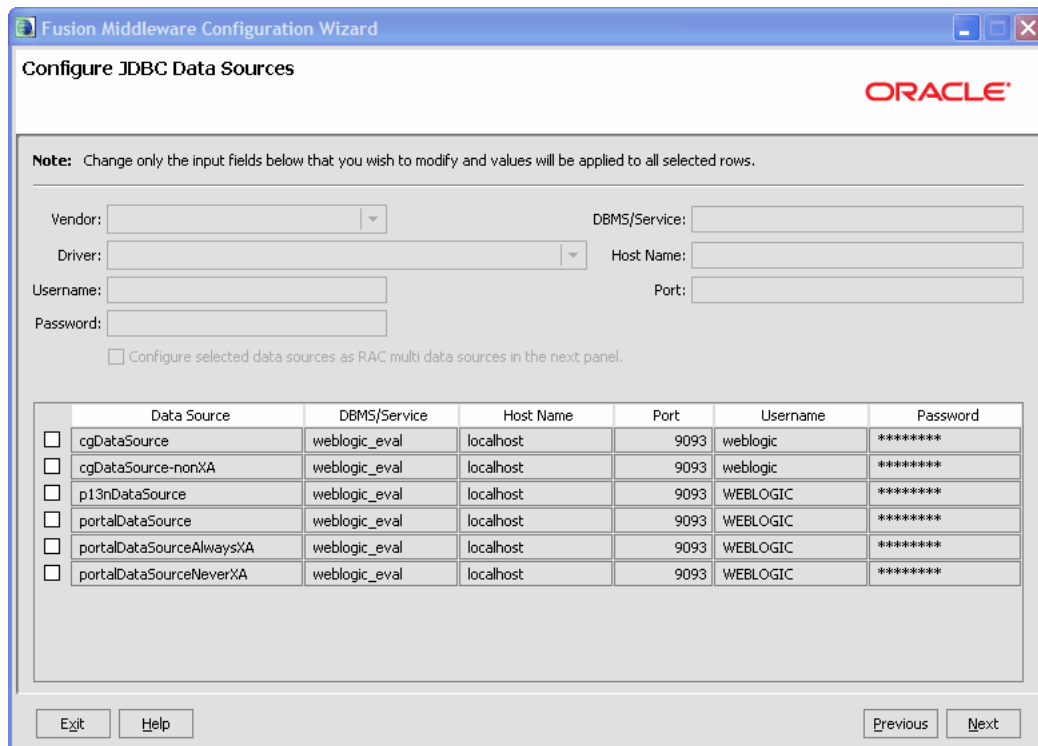 Fusion Middleware Configuration Wizard
Configure JDBC Data Sources
ORACLE
Note: Change only the input fields below that you wish to modify and values will be applied to all selected rows.
Vendor: DBMS/Service:
Driver: Host Name:
Username: Port:
Password:
Configure selected data sources as RAC multi data sources in the next panel.
Data Source DBMS/Service Host Name Port Username Password
cgDataSource weblogic_eval localhost 9093 weblogic ********
cgDataSource-nonXA weblogic_eval localhost 9093 weblogic ********
p13nDataSource weblogic_eval localhost 9093 WEBLOGIC ********
portalDataSource weblogic_eval localhost 9093 WEBLOGIC ********
portalDataSourceAlwaysXA weblogic_eval localhost 9093 WEBLOGIC ********
portalDataSourceNeverXA weblogic_eval localhost 9093 WEBLOGIC ********
Exit Help Previous Next